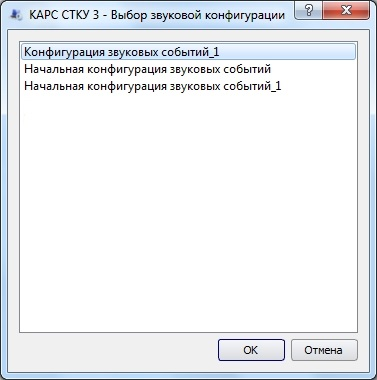 КАРС СТКУ 3 - Выбор звуковой конфигурации
Конфигурация звуковых событий_1
Начальная конфигурация звуковых событий
Начальная конфигурация звуковых событий_1
OK
Отмена